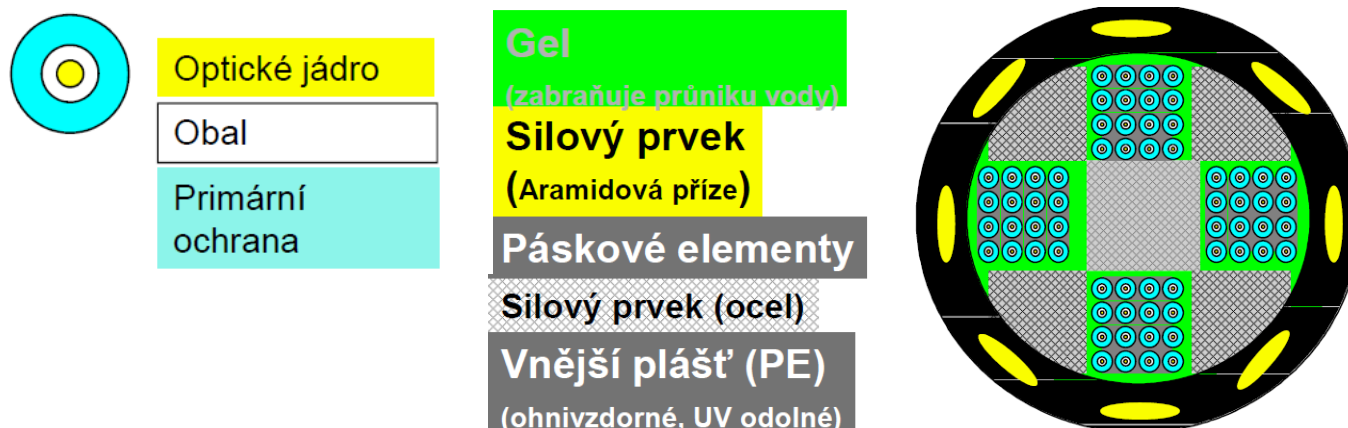 Optické jádro
Obal
Primární
ochrana
Gel
(zabraňuje průniku vody)
Silový prvek
(Aramidová příze)
Páskové elementy
Silový prvek (ocel)
Vnější plášť (PE)
(ohnivzdorné, UV odolné)